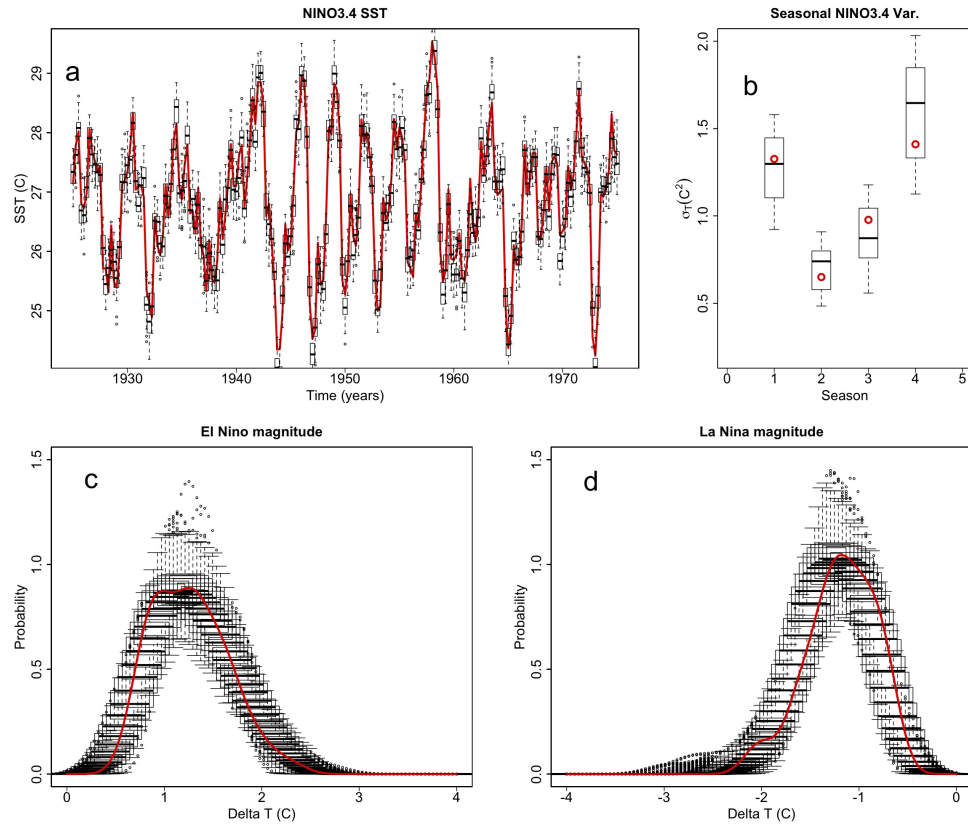 NINO3.4 SST
a
SST (C)
29
28
27
26
25
1930 1940 1950 1960 1970
Time (years)
Seasonal NINO3.4 Var.
b
σT(C²)
2.0
1.5
1.0
0.5
0 1 2 3 4 5
Season
El Nino magnitude
c
Probability
1.5
1.0
0.5
0.0
0 1 2 3 4
Delta T (C)
La Nina magnitude
d
Probability
1.5
1.0
0.5
0.0
-4 -3 -2 -1 0
Delta T (C)